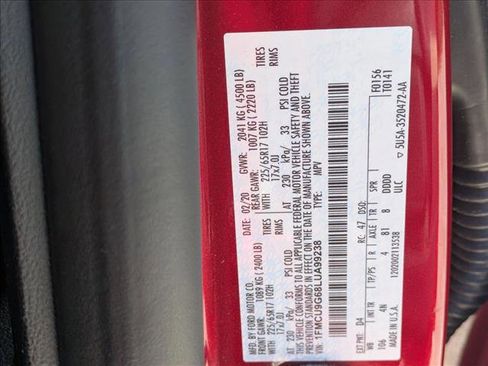 MFD. BY FORD MOTOR CO.
DATE: 02/20 GVWR: 2041 KG ( 4500 LB)
FRONT GAWR: 1089 KG ( 2400 LB) REAR GAWR: 1007 KG ( 2220 LB)
225/65R17 102H TIRES WITH 225/65R17 102H TIRES
17x7.0J RIMS 17x7.0J RIMS
AT 230 kPa/ 33 PSI COLD AT 230 kPa/ 33 PSI COLD
THIS VEHICLE CONFORMS TO ALL APPLICABLE FEDERAL MOTOR VEHICLE SAFETY AND THEFT
PREVENTION STANDARDS IN EFFECT ON THE DATE OF MANUFACTURE SHOWN ABOVE.
VIN: 1FMCU9G68LUA99238
TYPE: MPV
F0156
T0141
EXT PNT: D4 RC: 47 DSO:
WB INT TR TP/PS R AXLE TR SPR
106 4N 4 81 8 DDDD
ULC
MADE IN U.S.A. 1202002113538 ▽ 5U5A-3520472-AA